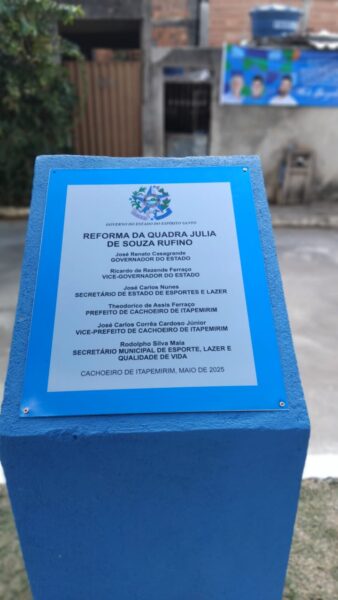 GOVERNO DO ESTADO DO ESPÍRITO SANTO
REFORMA DA QUADRA JULIA
DE SOUZA RUFINO
José Renato Casagrande
GOVERNADOR DO ESTADO
Ricardo de Rezende Ferraço
VICE-GOVERNADOR DO ESTADO
José Carlos Nunes
SECRETÁRIO DE ESTADO DE ESPORTES E LAZER
Theodorico de Assis Ferraço
PREFEITO DE CACHOEIRO DE ITAPEMIRIM
José Carlos Corrêa Cardoso Júnior
VICE-PREFEITO DE CACHOEIRO DE ITAPEMIRIM
Rodolpho Silva Maia
SECRETÁRIO MUNICIPAL DE ESPORTE, LAZER E
QUALIDADE DE VIDA
CACHOEIRO DE ITAPEMIRIM, MAIO DE 2025